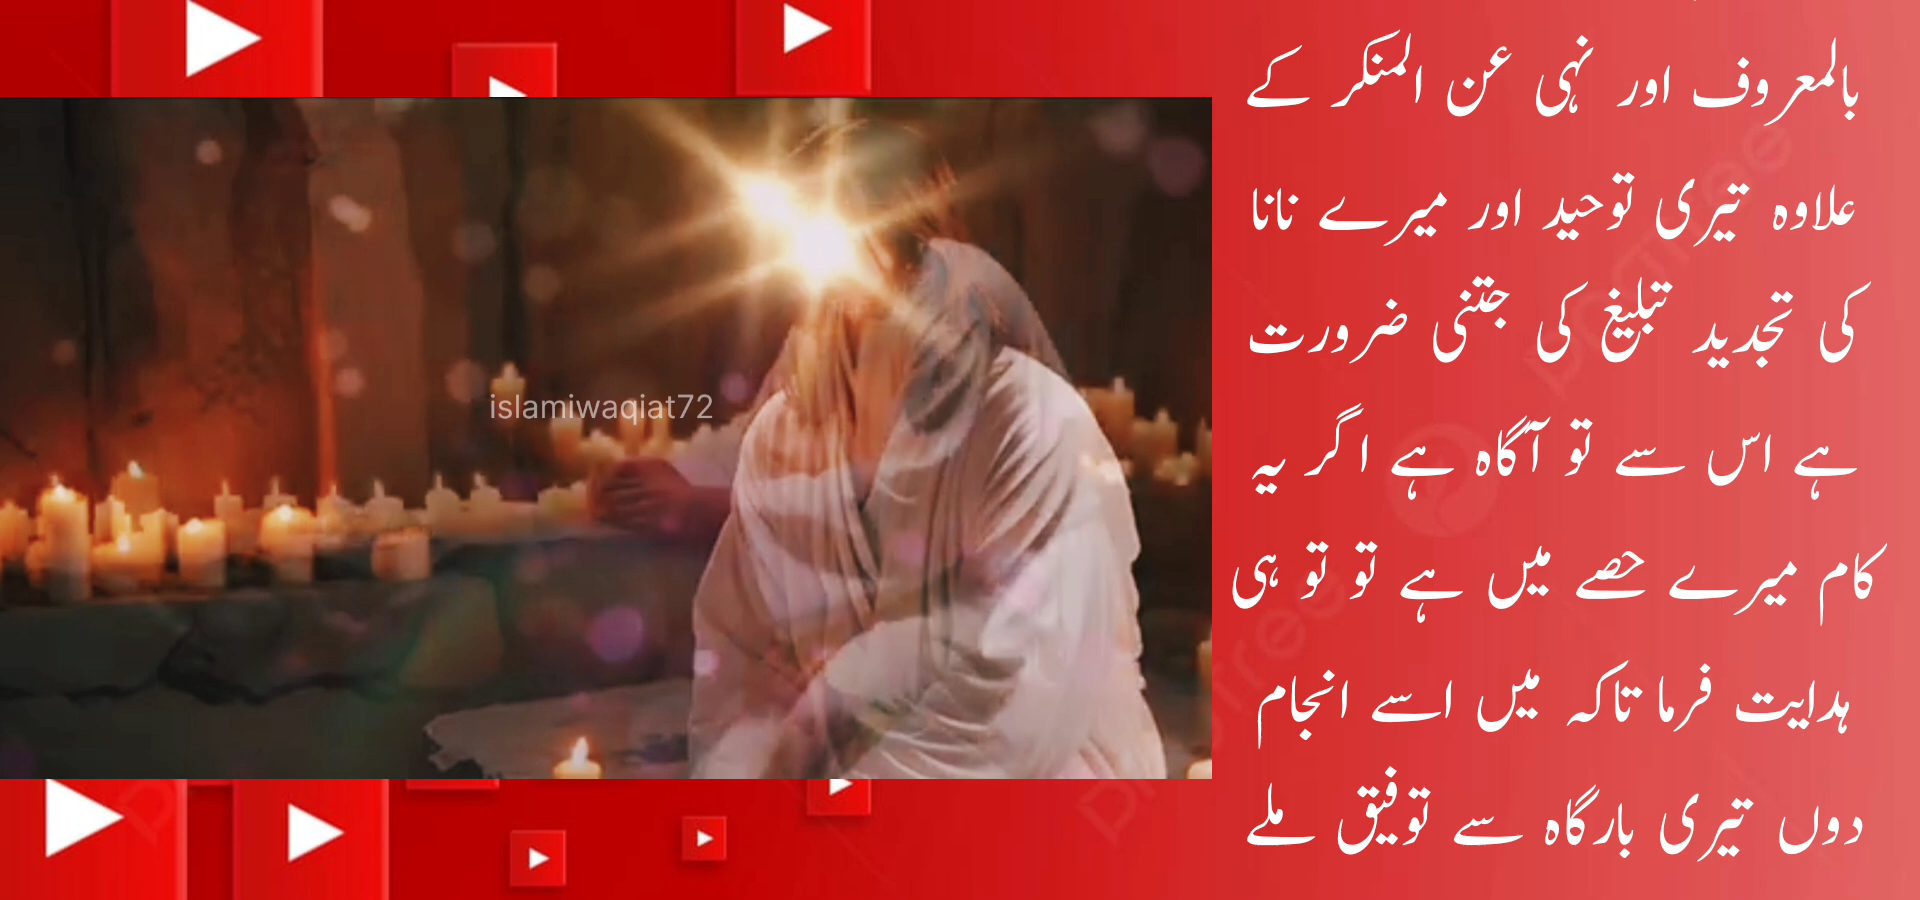 بالمعروف اور نہی عن المنکر کے
علاوہ تیری توحید اور میرے نانا
کی تجدید تبلیغ کی جتنی ضرورت
ہے اس سے تو آگاہ ہے اگر یہ
کام میرے حصے میں ہے تو تو ہی
ہدایت فرما تاکہ میں اسے انجام
دوں تیری بارگاہ سے توفیق ملے
islamiwaqiat72